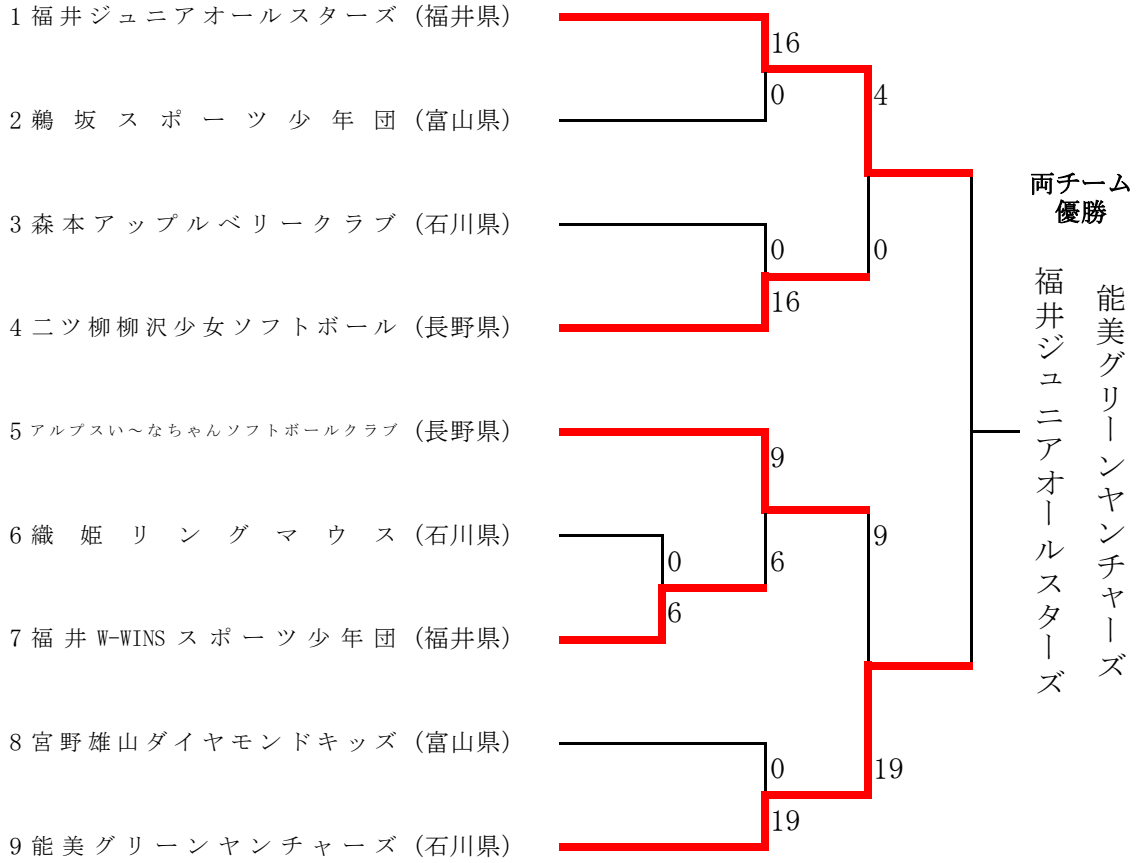 1 福井ジュニアオールスターズ (福井県)
16
0
4
2 鵜坂スポーツ少年団 (富山県)
両チーム
優勝
3 森本アップルベリークラブ (石川県)
0
0
16
4 二ツ柳柳沢少女ソフトボール (長野県)
福井ジュニアオールスターズ
能美グリーンヤンチャーズ
5 アルプスい～なちゃんソフトボールクラブ (長野県)
9
6 織姫リングマウス (石川県)
9
0
6
6
7 福井W-WINSスポーツ少年団 (福井県)
8 宮野雄山ダイヤモンドキッズ (富山県)
0
19
19
9 能美グリーンヤンチャーズ (石川県)